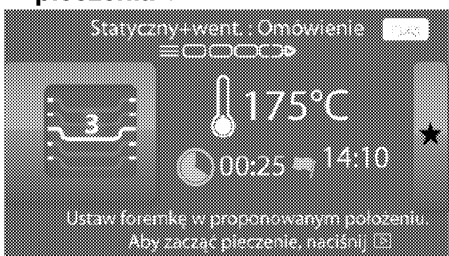 Statyczny+went. : Omówienie
3
175°C
00:25 14:10
Ustaw foremkę w proponowanym położeniu.
Aby zacząć pieczenie, naciśnij